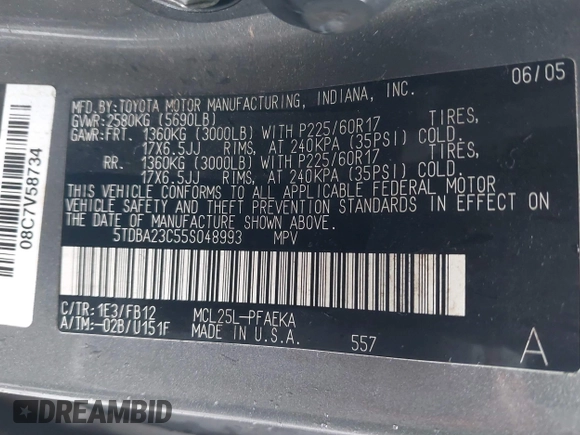 06/05
MFD.BY:TOYOTA MOTOR MANUFACTURING, INDIANA, INC.
GVWR:2580KG (5690LB)
GAWR:FRT. 1360KG (3000LB) WITH P225/60R17 TIRES,
17X6.5JJ RIMS, AT 240KPA (35PSI) COLD.
RR. 1360KG (3000LB) WITH P225/60R17 TIRES,
17X6.5JJ RIMS, AT 240KPA (35PSI) COLD.
THIS VEHICLE CONFORMS TO ALL APPLICABLE FEDERAL MOTOR
VEHICLE SAFETY AND THEFT PREVENTION STANDARDS IN EFFECT ON
THE DATE OF MANUFACTURE SHOWN ABOVE.
5TDBA23C55S048993 MPV
C/TR:1E3/FB12 MCL25L-PFAEKA
A/TM:-02B/U151F MADE IN U.S.A. 557 A
08C7V58734
DREAMBID